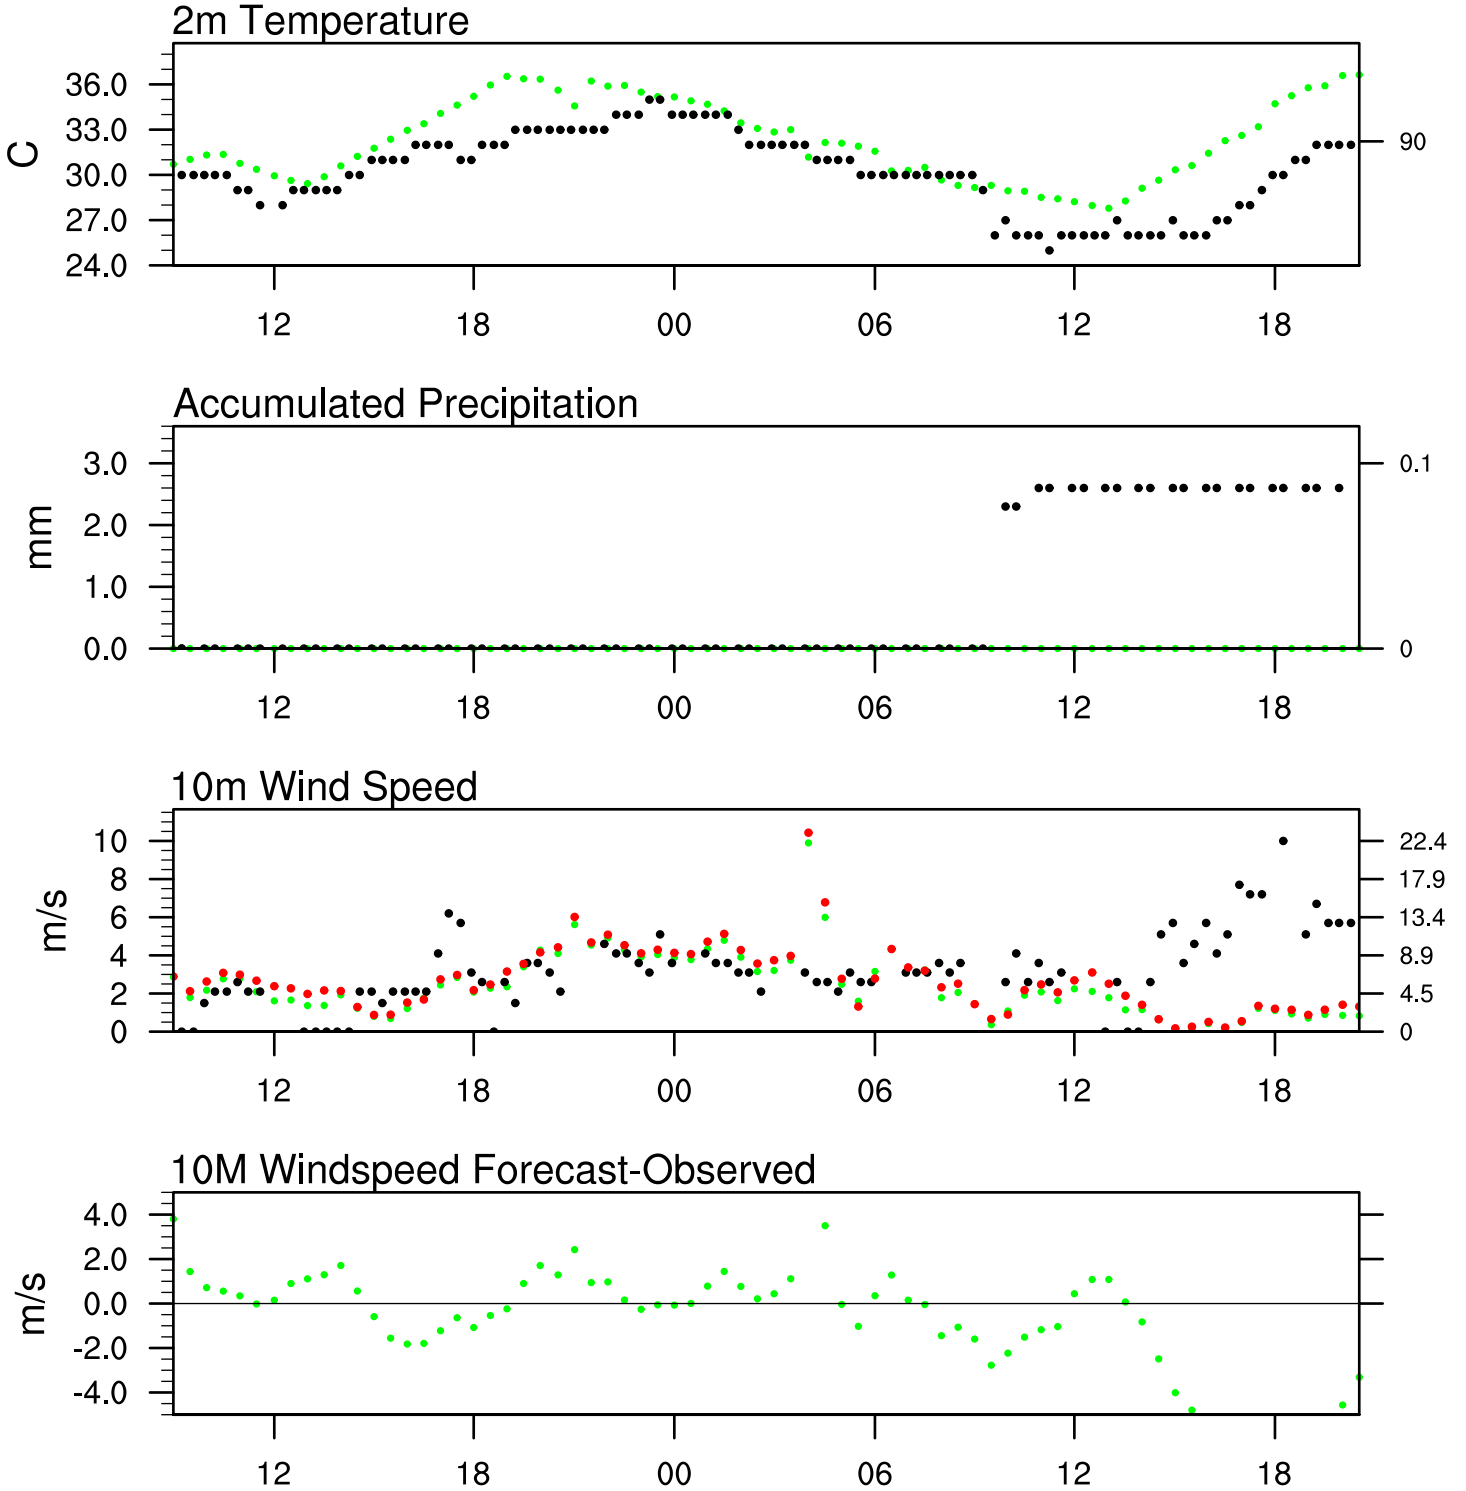 2m Temperature
C
36.0
33.0
30.0
27.0
24.0
90
12 18 00 06 12 18
Accumulated Precipitation
mm
3.0
2.0
1.0
0.0
0.1
0
12 18 00 06 12 18
10m Wind Speed
m/s
10
8
6
4
2
0
22.4
17.9
13.4
8.9
4.5
0
12 18 00 06 12 18
10M Windspeed Forecast-Observed
m/s
4.0
2.0
0.0
-2.0
-4.0
12 18 00 06 12 18